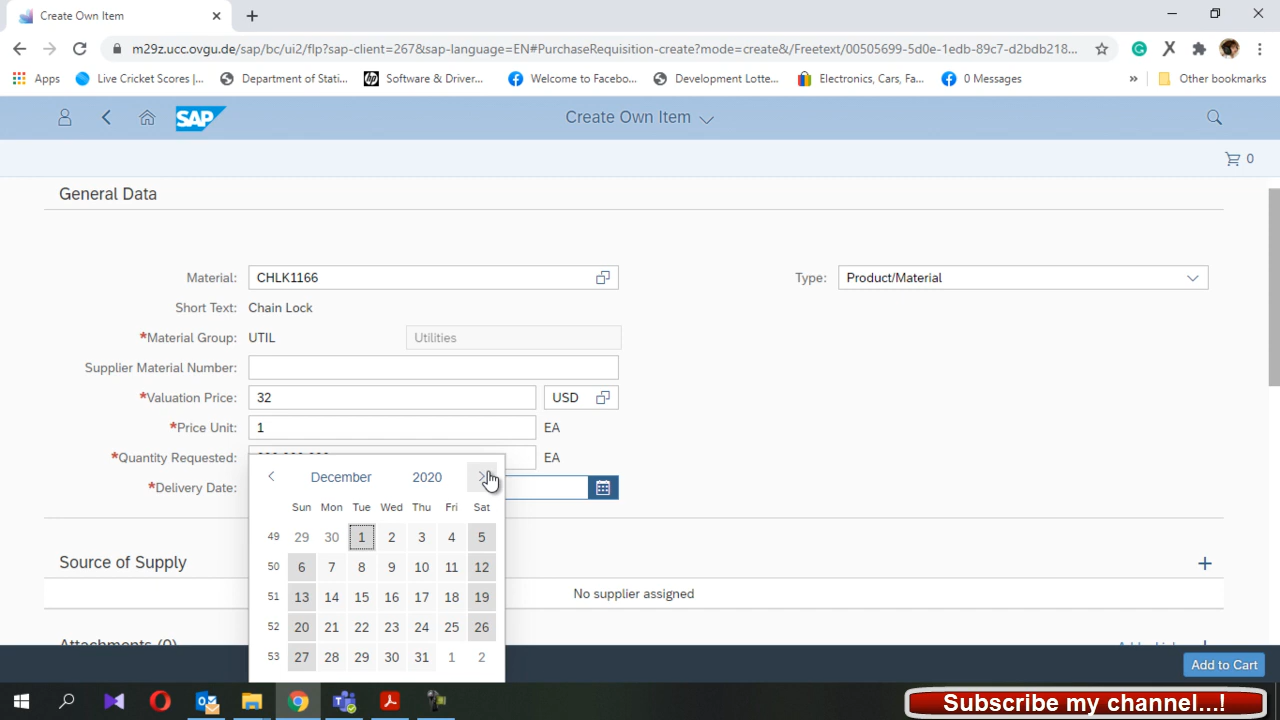 Create Own Item
m29z.ucc.ovgu.de/sap/bc/ui2/flp?sap-client=267&sap-language=EN#PurchaseRequisition-create?mode=create&/Freetext/00505699-5d0e-1edb-89c7-d2bdb218...
Apps Live Cricket Scores |... Department of Stati... Software & Driver... Welcome to Facebo... Development Lotte... Electronics, Cars, Fa... 0 Messages » Other bookmarks
SAP Create Own Item
0
General Data
Material: CHLK1166 Type: Product/Material
Short Text: Chain Lock
*Material Group: UTIL Utilities
Supplier Material Number:
*Valuation Price: 32 USD
*Price Unit: 1 EA
*Quantity Requested: EA
*Delivery Date:
December 2020
Sun Mon Tue Wed Thu Fri Sat
49 29 30 1 2 3 4 5
50 6 7 8 9 10 11 12
51 13 14 15 16 17 18 19
52 20 21 22 23 24 25 26
53 27 28 29 30 31 1 2
Source of Supply
No supplier assigned
Attachments (0)
Add to Cart
Subscribe my channel...!